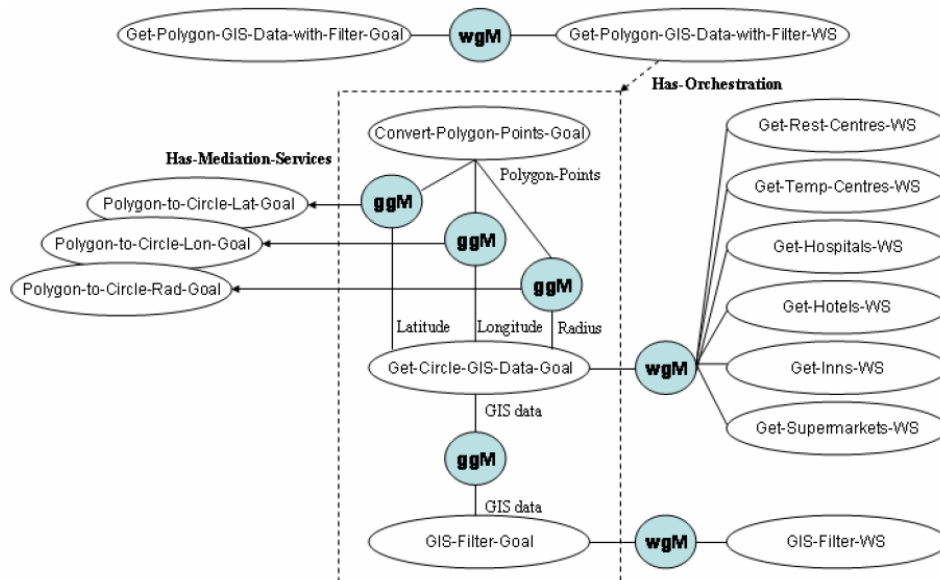 Get-Polygon-GIS-Data-with-Filter-Goal
wgM
Get-Polygon-GIS-Data-with-Filter-WS
Has-Orchestration
Convert-Polygon-Points-Goal
Get-Rest-Centres-WS
Has-Mediation-Services
Polygon-Points
Get-Temp-Centres-WS
ggM
Polygon-to-Circle-Lat-Goal
Polygon-to-Circle-Lon-Goal
ggM
Get-Hospitals-WS
Polygon-to-Circle-Rad-Goal
ggM
Get-Hotels-WS
Latitude
Longitude
Radius
Get-Circle-GIS-Data-Goal
wgM
Get-Inns-WS
GIS data
Get-Supermarkets-WS
ggM
GIS data
GIS-Filter-Goal
wgM
GIS-Filter-WS